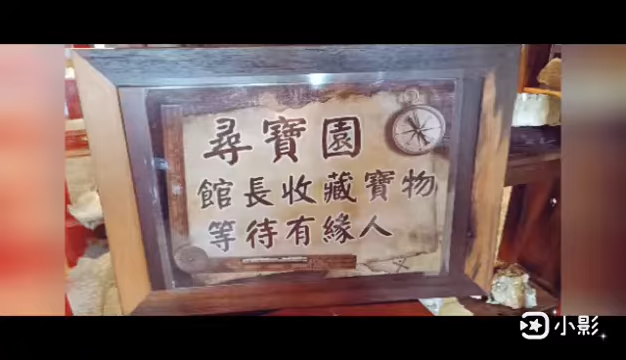 尋寶園
館長收藏寶物
等待有緣人
小影